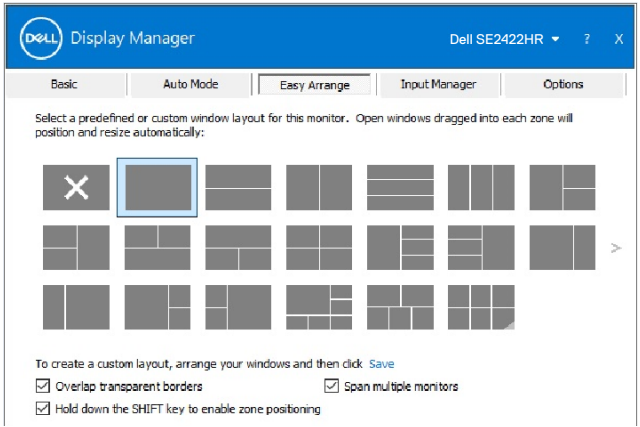 DELL Display Manager Dell SE2422HR ? X
Basic Auto Mode Easy Arrange Input Manager Options
Select a predefined or custom window layout for this monitor. Open windows dragged into each zone will
position and resize automatically:
To create a custom layout, arrange your windows and then click Save
Overlap transparent borders Span multiple monitors
Hold down the SHIFT key to enable zone positioning